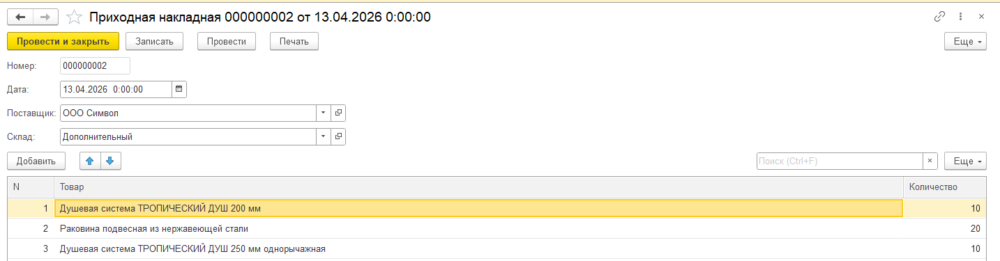 Приходная накладная 000000002 от 13.04.2026 0:00:00
Провести и закрыть Записать Провести Печать Еще
Номер: 000000002
Дата: 13.04.2026 0:00:00
Поставщик: ООО Символ
Склад: Дополнительный
Добавить Поиск (Ctrl+F) × Еще
N Товар Количество
1 Душевая система ТРОПИЧЕСКИЙ ДУШ 200 мм 10
2 Раковина подвесная из нержавеющей стали 20
3 Душевая система ТРОПИЧЕСКИЙ ДУШ 250 мм однорычажная 10